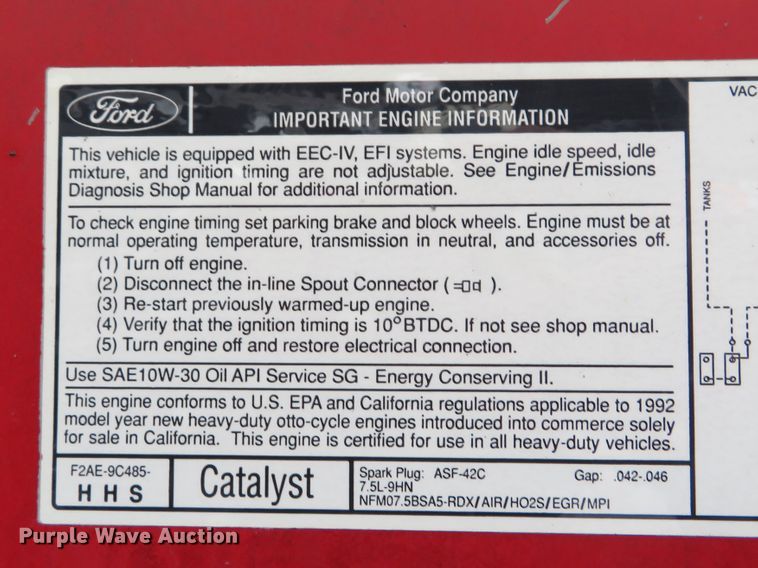 Ford
Ford Motor Company
IMPORTANT ENGINE INFORMATION
VAC
This vehicle is equipped with EEC-IV, EFI systems. Engine idle speed, idle
mixture, and ignition timing are not adjustable. See Engine/Emissions
Diagnosis Shop Manual for additional information.
To check engine timing set parking brake and block wheels. Engine must be at
normal operating temperature, transmission in neutral, and accessories off.
(1) Turn off engine.
(2) Disconnect the in-line Spout Connector ( ).
(3) Re-start previously warmed-up engine.
(4) Verify that the ignition timing is 10° BTDC. If not see shop manual.
(5) Turn engine off and restore electrical connection.
TANKS
Use SAE10W-30 Oil API Service SG - Energy Conserving II.
This engine conforms to U.S. EPA and California regulations applicable to 1992
model year new heavy-duty otto-cycle engines introduced into commerce solely
for sale in California. This engine is certified for use in all heavy-duty vehicles.
F2AE-9C485-
H H S
Catalyst
Spark Plug: ASF-42C Gap: .042-.046
7.5L-9HN
NFM07.5BSA5-RDX/AIR/HO2S/EGR/MPI
Purple Wave Auction